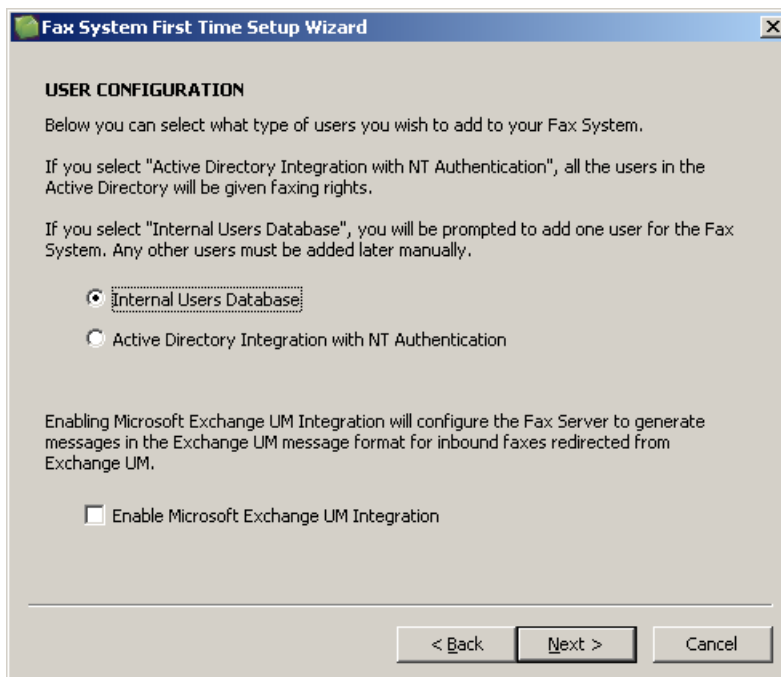 Fax System First Time Setup Wizard
USER CONFIGURATION
Below you can select what type of users you wish to add to your Fax System.
If you select "Active Directory Integration with NT Authentication", all the users in the
Active Directory will be given faxing rights.
If you select "Internal Users Database", you will be prompted to add one user for the Fax
System. Any other users must be added later manually.
Internal Users Database
Active Directory Integration with NT Authentication
Enabling Microsoft Exchange UM Integration will configure the Fax Server to generate
messages in the Exchange UM message format for inbound faxes redirected from
Exchange UM.
Enable Microsoft Exchange UM Integration
< Back Next > Cancel